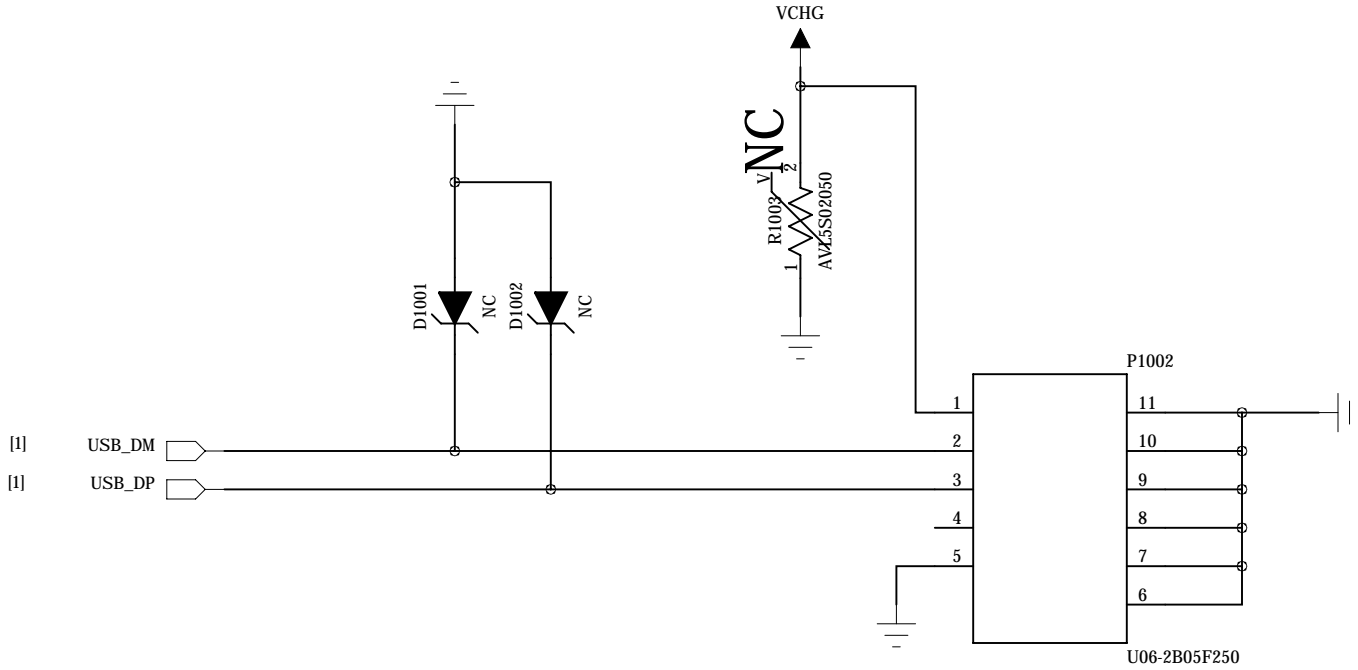 VCHG
NC
2
V
R1003
AVL5S02050
1
D1001
NC
D1002
NC
P1002
1
11
[1] USB_DM
2
10
[1] USB_DP
3
9
4
8
5
7
6
U06-2B05F250